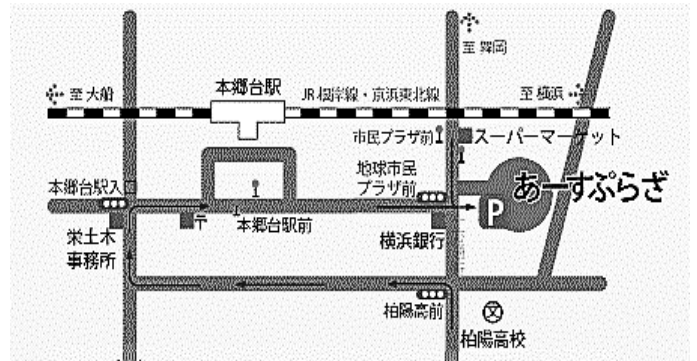 至 舞岡
至 大船
本郷台駅
JR根岸線・京浜東北線
至 横浜
市民プラザ前
スーパーマーケット
地球市民
プラザ前
あーすぷらざ
本郷台駅入口
P
〒
本郷台駅前
栄土木
事務所
横浜銀行
柏陽高前
文
柏陽高校